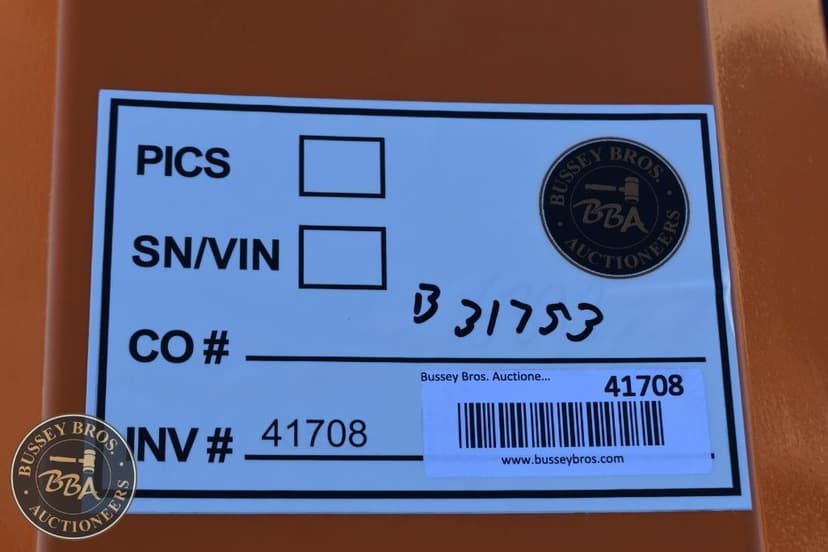 PICS
BUSSEY BROS.
BBA
AUCTIONEERS
SN/VIN
B 31753
CO #
Bussey Bros. Auctione...
41708
INV # 41708
www.busseybros.com
BUSSEY BROS.
BBA
AUCTIONEERS